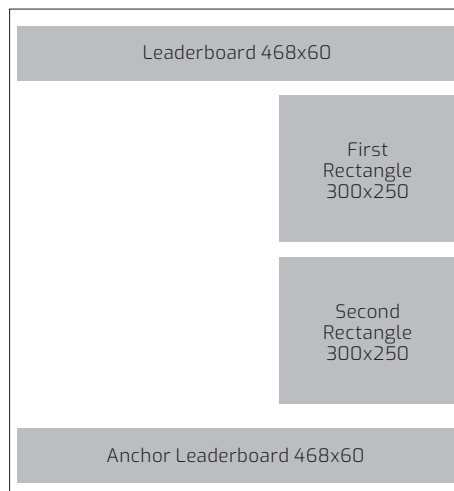 Leaderboard 468x60
First
Rectangle
300x250
Second
Rectangle
300x250
Anchor Leaderboard 468x60